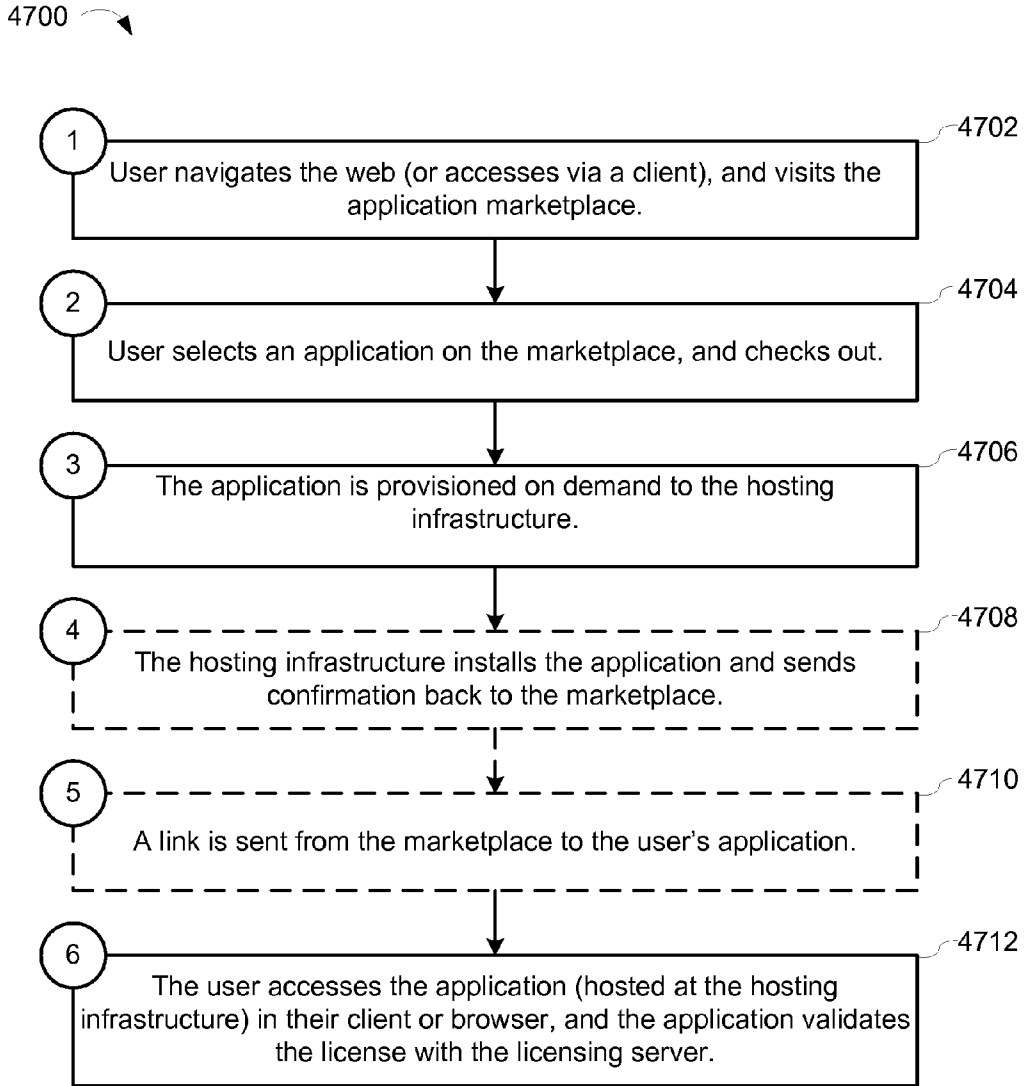 4700
1
4702
User navigates the web (or accesses via a client), and visits the
application marketplace.
2
4704
User selects an application on the marketplace, and checks out.
3
4706
The application is provisioned on demand to the hosting
infrastructure.
4
4708
The hosting infrastructure installs the application and sends
confirmation back to the marketplace.
5
4710
A link is sent from the marketplace to the user's application.
6
4712
The user accesses the application (hosted at the hosting
infrastructure) in their client or browser, and the application validates
the license with the licensing server.